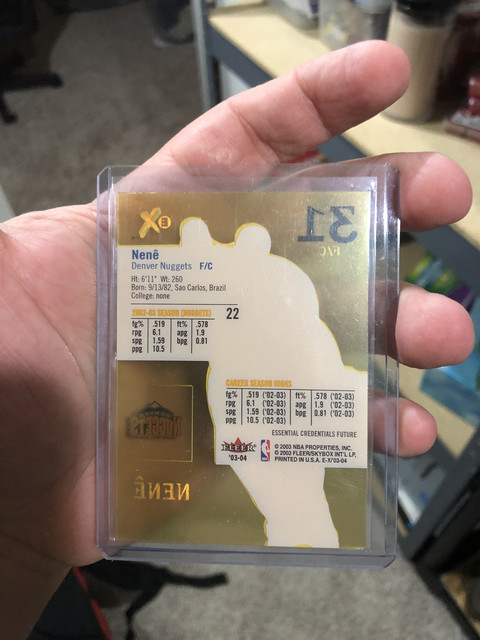 31
F/C
E X
Nenê
Denver Nuggets F/C
Ht: 6'11" Wt: 260
Born: 9/13/82, Sao Carlos, Brazil
College: none
2002-03 SEASON (NUGGETS)
22
fg% .519 ft% .578
rpg 6.1 apg 1.9
spg 1.59 bpg 0.81
ppg 10.5
CAREER SEASON HIGHS
fg% .519 ('02-03) ft% .578 ('02-03)
rpg 6.1 ('02-03) apg 1.9 ('02-03)
spg 1.59 ('02-03) bpg 0.81 ('02-03)
ppg 10.5 ('02-03)
ESSENTIAL CREDENTIALS FUTURE
FLEER
'03-04
NBA
© 2003 NBA PROPERTIES, INC.
© 2003 FLEER/SKYBOX INT'L LP.
PRINTED IN U.S.A. E-X/'03-04
NUGGETS
NENÊ